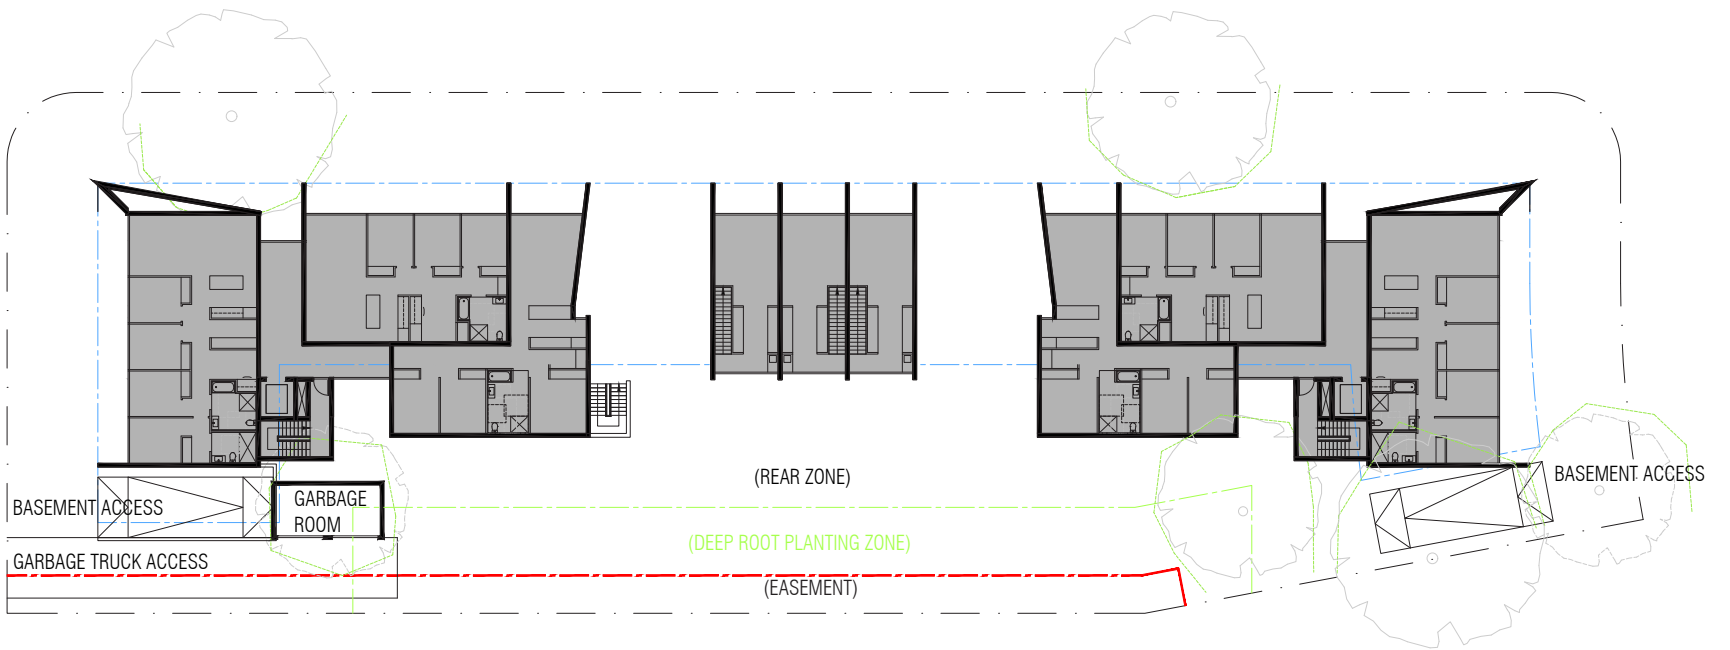 (REAR ZONE)
BASEMENT ACCESS
BASEMENT ACCESS
GARBAGE
ROOM
(DEEP ROOT PLANTING ZONE)
GARBAGE TRUCK ACCESS
(EASEMENT)